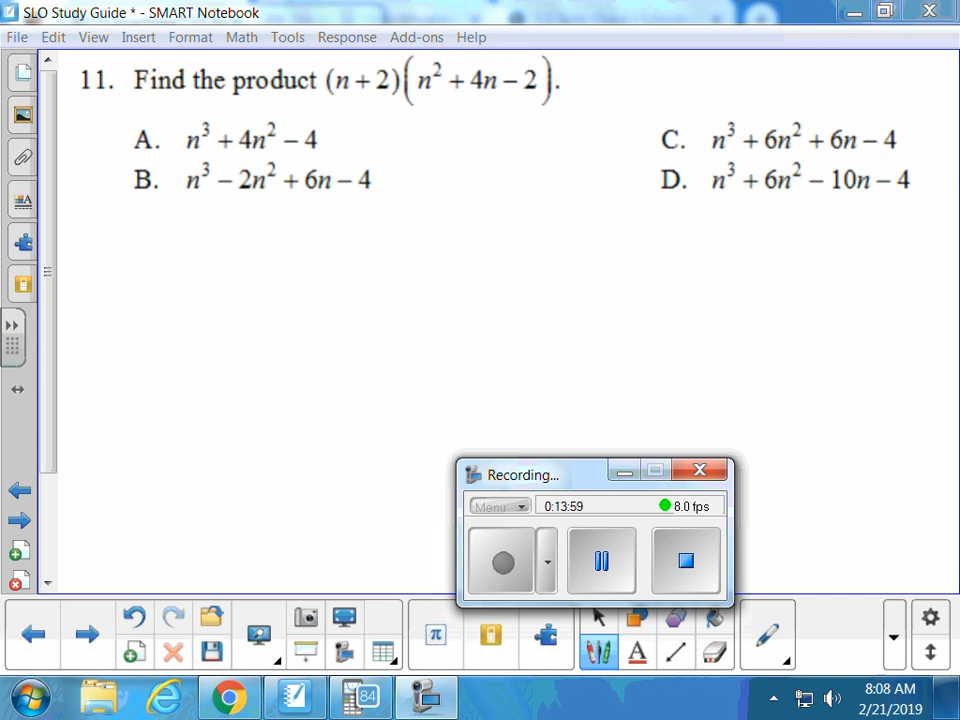 SLO Study Guide * - SMART Notebook
File Edit View Insert Format Math Tools Response Add-ons Help
11. Find the product (n + 2)(n² + 4n − 2).
A. n³ + 4n² − 4
C. n³ + 6n² + 6n − 4
B. n³ − 2n² + 6n − 4
D. n³ + 6n² − 10n − 4
Recording...
Menu 0:13:59 8.0 fps
π
A
84
8:08 AM
2/21/2019